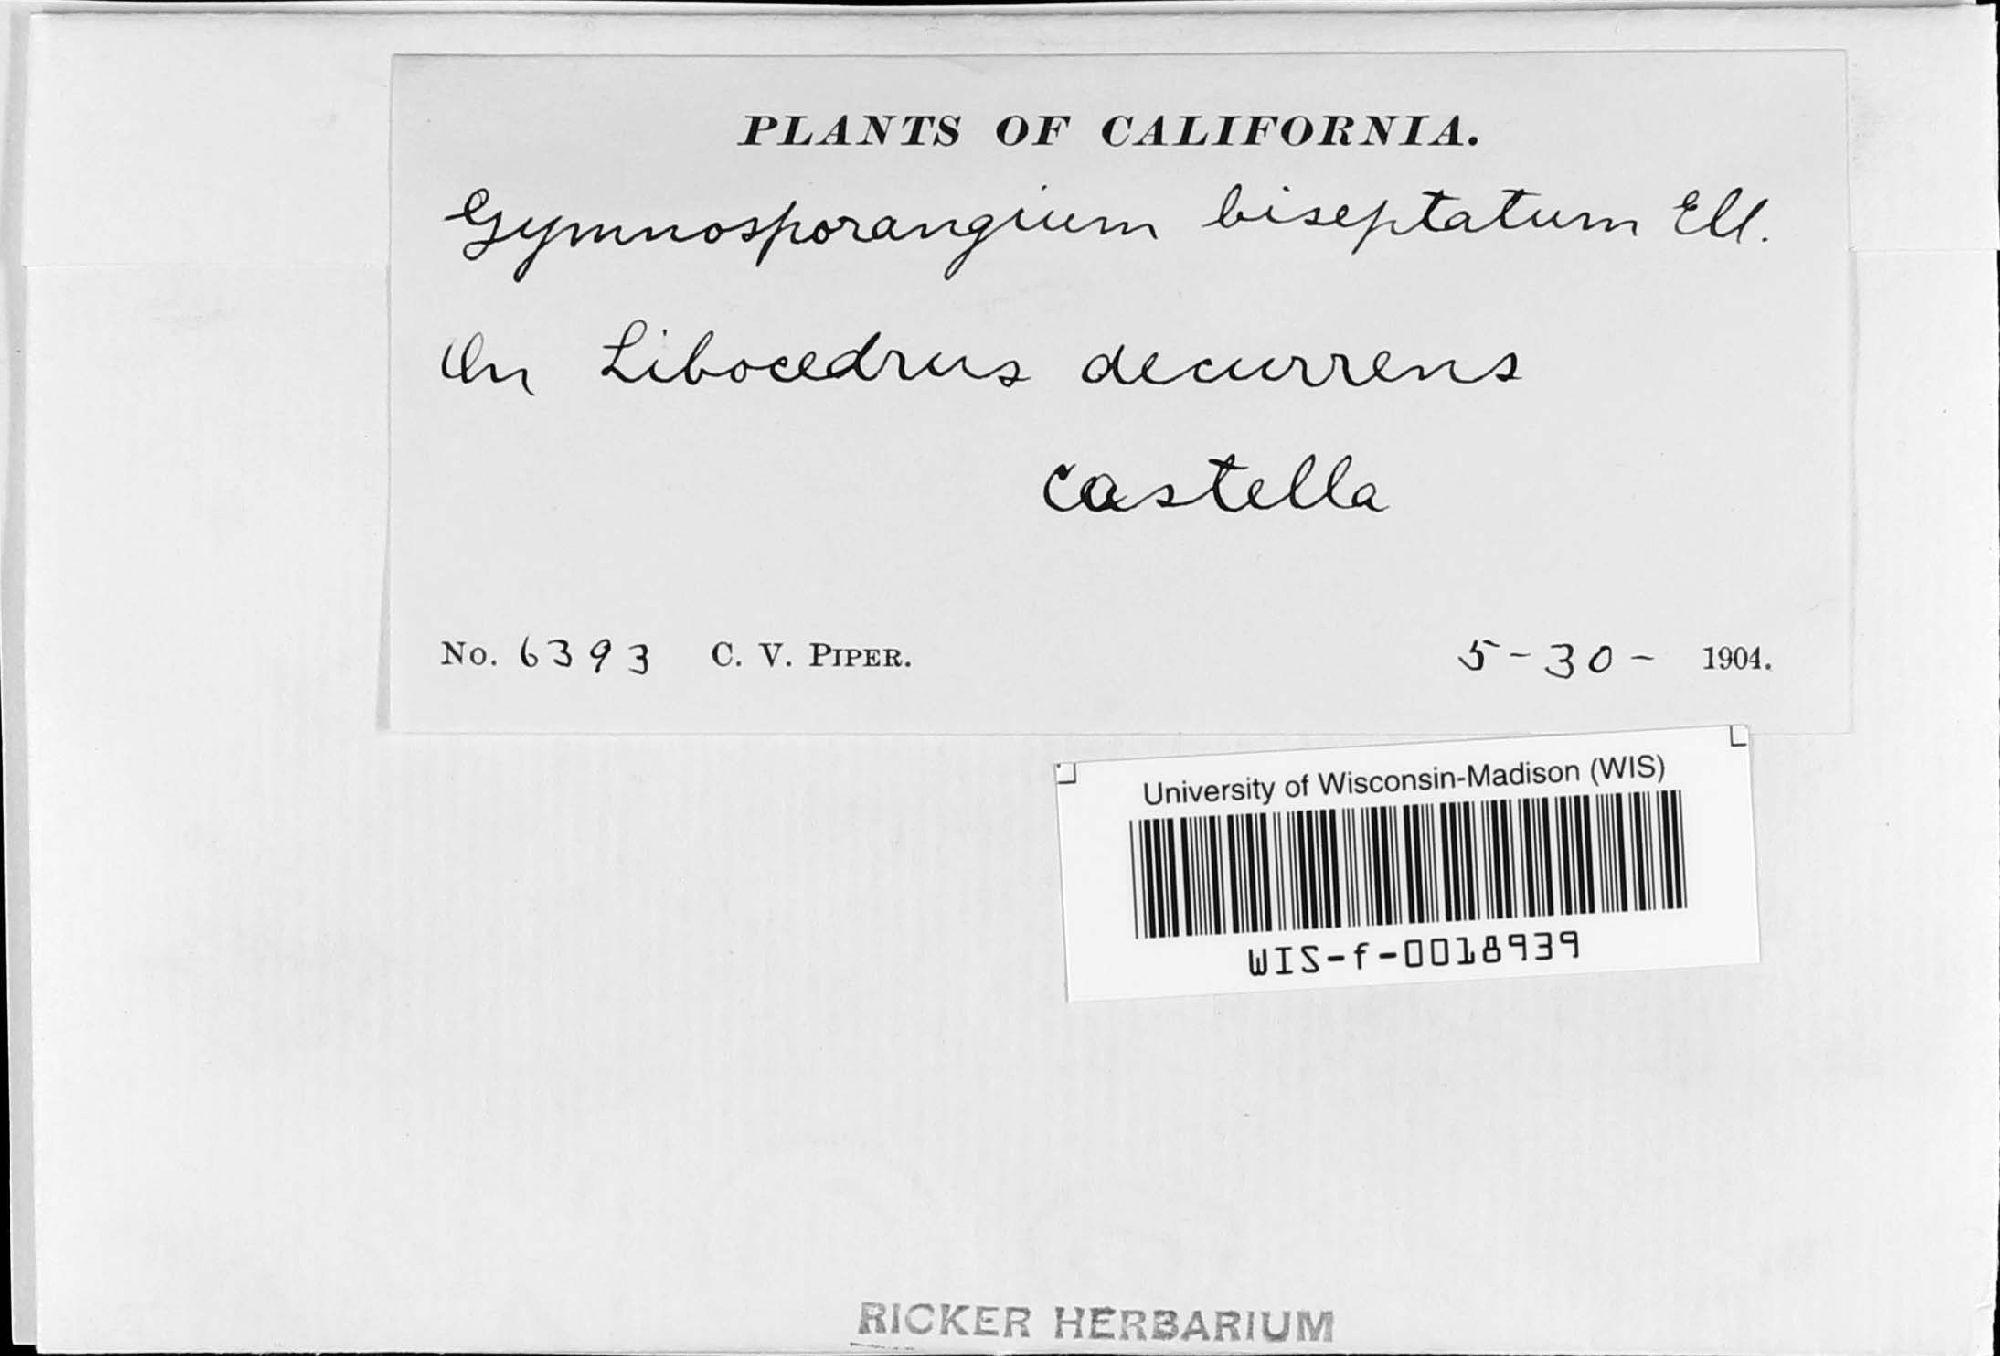 PLANTS OF CALIFORNIA.
Gymnosporangium biseptatum Ell.
On Libocedrus decurrens
Castella
No. 6393 C. V. PIPER. 5-30- 1904.
University of Wisconsin-Madison (WIS)
WIS-f-0018939
RICKER HERBARIUM